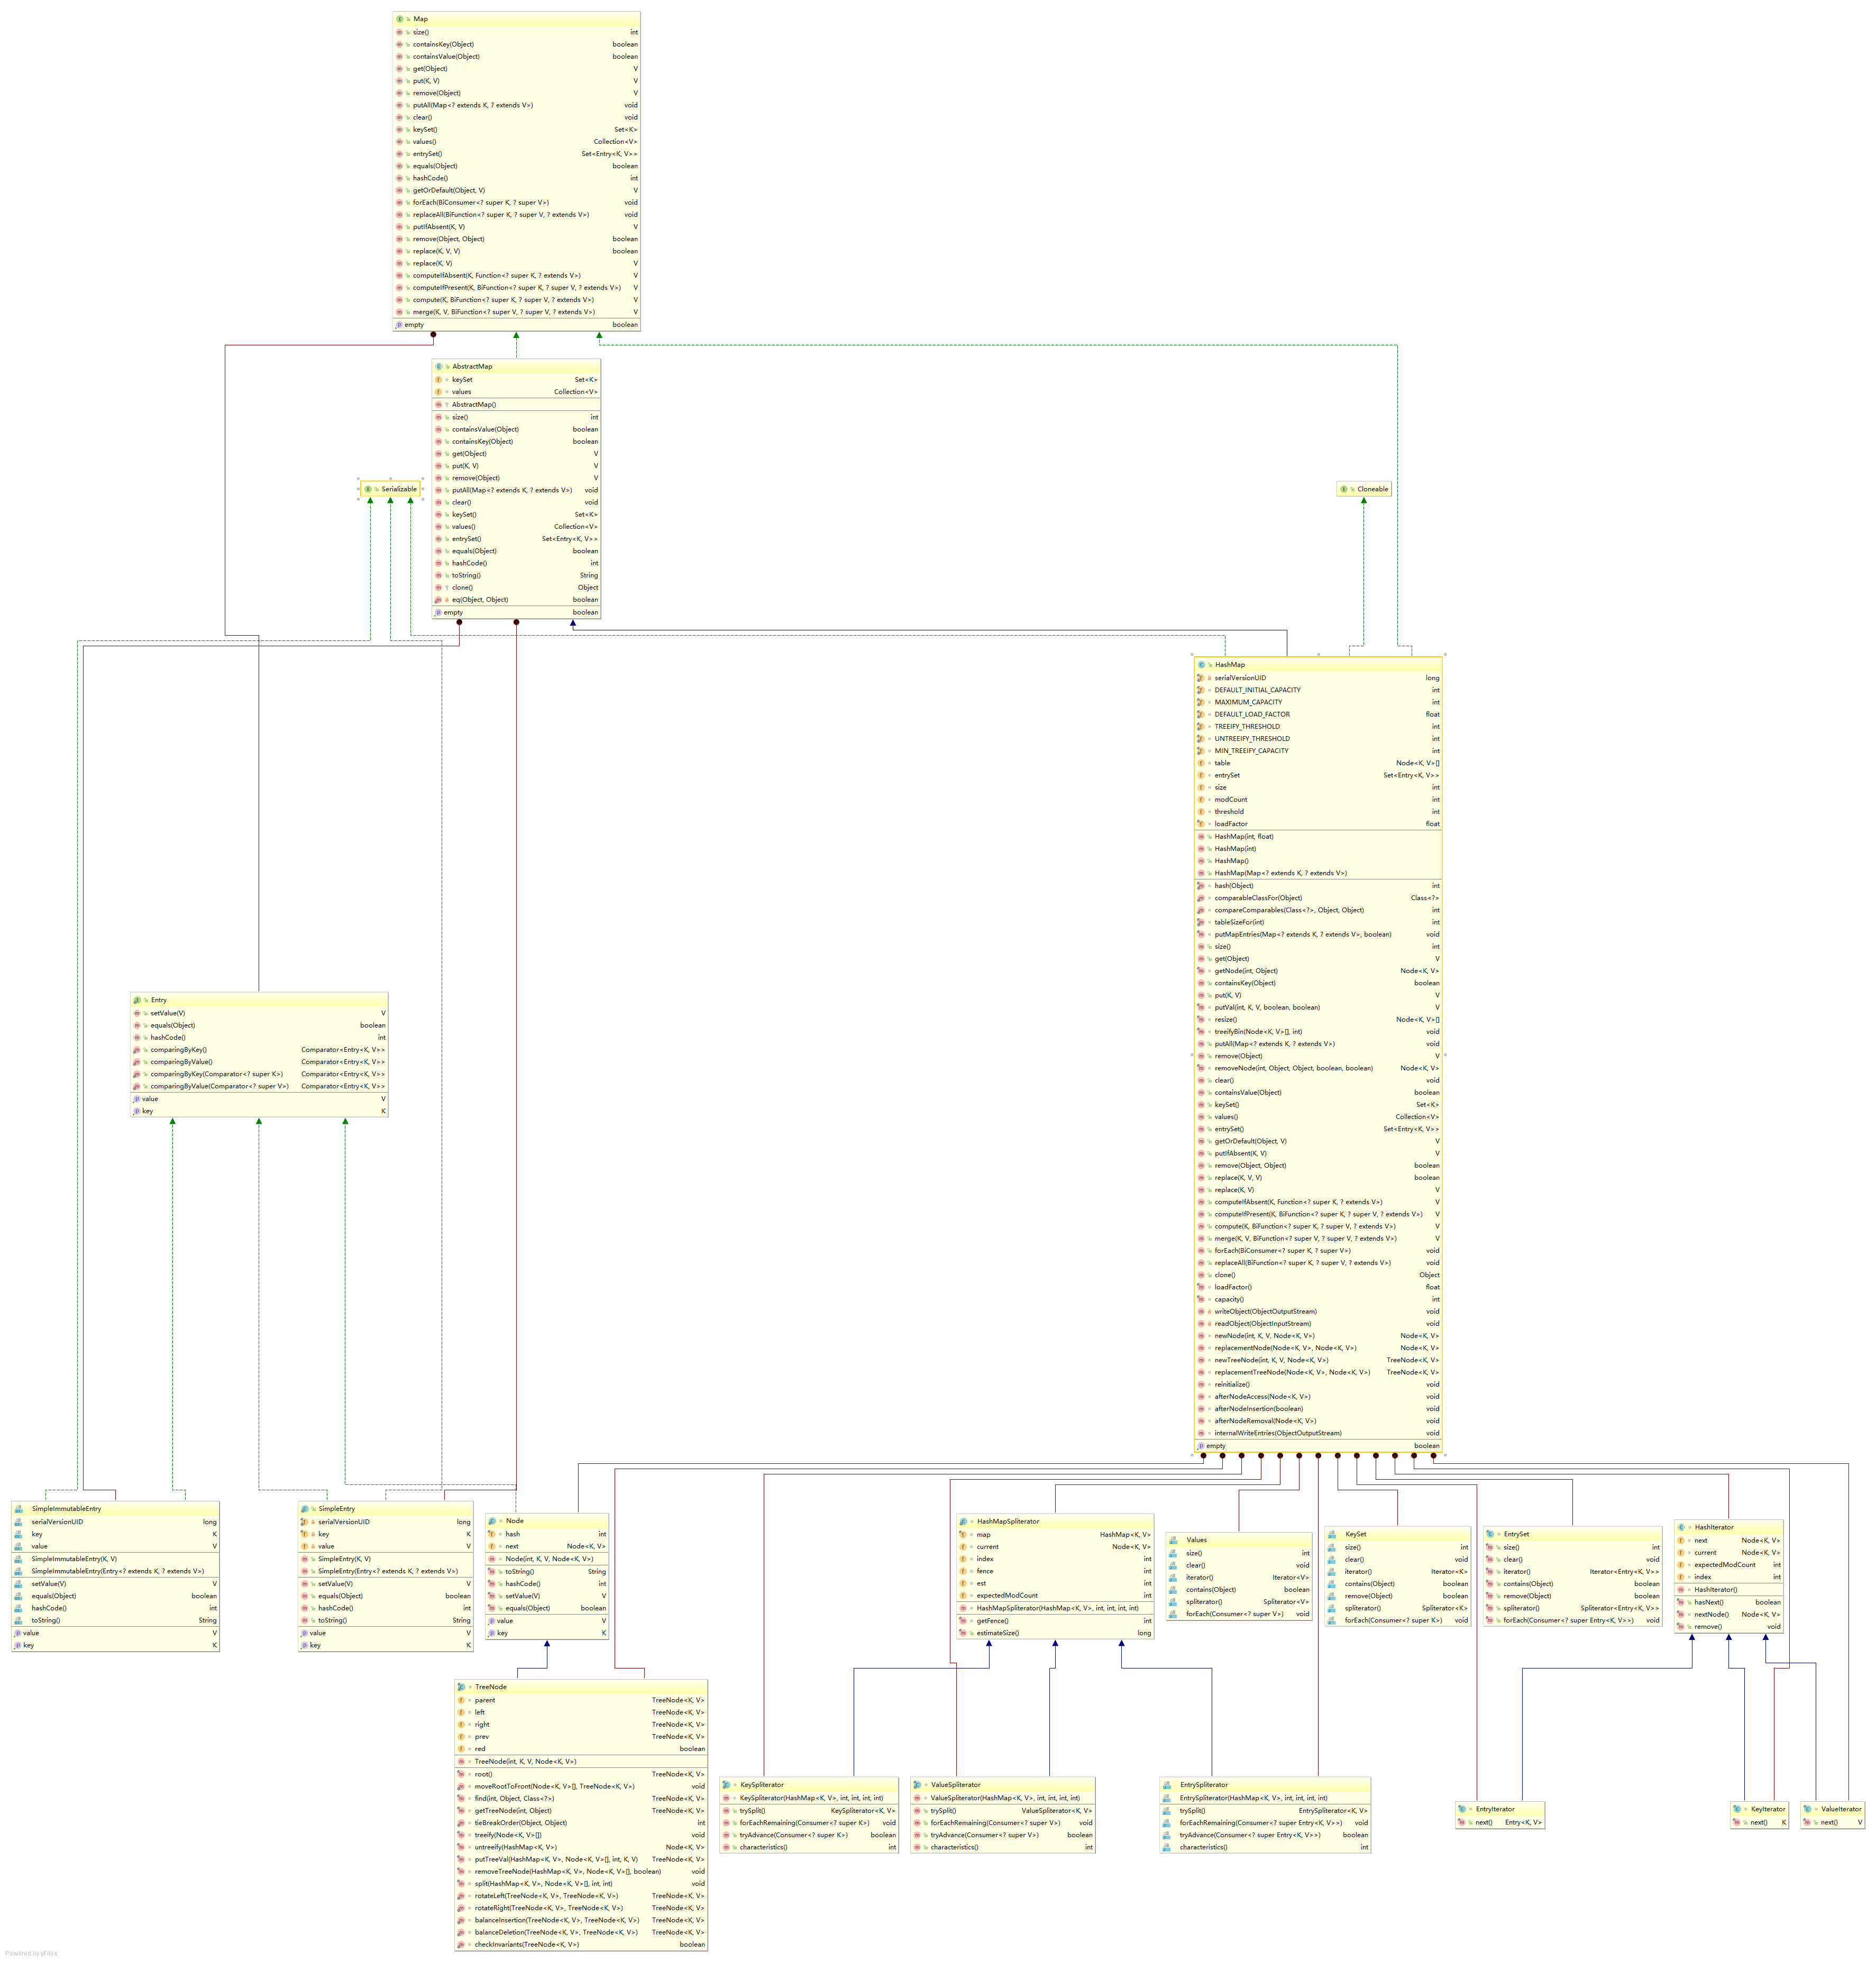 Map
size() int
containsKey(Object) boolean
containsValue(Object) boolean
get(Object) V
put(K, V) V
remove(Object) V
putAll(Map<? extends K, ? extends V>) void
clear() void
keySet() Set<K>
values() Collection<V>
entrySet() Set<Entry<K, V>>
equals(Object) boolean
hashCode() int
getOrDefault(Object, V) V
forEach(BiConsumer<? super K, ? super V>) void
replaceAll(BiFunction<? super K, ? super V, ? extends V>) void
putIfAbsent(K, V) V
remove(Object, Object) boolean
replace(K, V, V) boolean
replace(K, V) V
computeIfAbsent(K, Function<? super K, ? extends V>) V
computeIfPresent(K, BiFunction<? super K, ? super V, ? extends V>) V
compute(K, BiFunction<? super K, ? super V, ? extends V>) V
merge(K, V, BiFunction<? super V, ? super V, ? extends V>) V
empty boolean
AbstractMap
keySet Set<K>
values Collection<V>
AbstractMap()
size() int
containsValue(Object) boolean
containsKey(Object) boolean
get(Object) V
put(K, V) V
remove(Object) V
putAll(Map<? extends K, ? extends V>) void
clear() void
keySet() Set<K>
values() Collection<V>
entrySet() Set<Entry<K, V>>
equals(Object) boolean
hashCode() int
toString() String
clone() Object
eq(Object, Object) boolean
empty boolean
Serializable
Cloneable
HashMap
serialVersionUID long
DEFAULT_INITIAL_CAPACITY int
MAXIMUM_CAPACITY int
DEFAULT_LOAD_FACTOR float
TREEIFY_THRESHOLD int
UNTREEIFY_THRESHOLD int
MIN_TREEIFY_CAPACITY int
table Node<K, V>[]
entrySet Set<Entry<K, V>>
size int
modCount int
threshold int
loadFactor float
HashMap(int, float)
HashMap(int)
HashMap()
HashMap(Map<? extends K, ? extends V>)
hash(Object) int
comparableClassFor(Object) Class<?>
compareComparables(Class<?>, Object, Object) int
tableSizeFor(int) int
putMapEntries(Map<? extends K, ? extends V>, boolean) void
size() int
get(Object) V
getNode(int, Object) Node<K, V>
containsKey(Object) boolean
put(K, V) V
putVal(int, K, V, boolean, boolean) V
resize() Node<K, V>[]
treeifyBin(Node<K, V>[], int) void
putAll(Map<? extends K, ? extends V>) void
remove(Object) V
removeNode(int, Object, Object, boolean, boolean) Node<K, V>
clear() void
containsValue(Object) boolean
keySet() Set<K>
values() Collection<V>
entrySet() Set<Entry<K, V>>
getOrDefault(Object, V) V
putIfAbsent(K, V) V
remove(Object, Object) boolean
replace(K, V, V) boolean
replace(K, V) V
computeIfAbsent(K, Function<? super K, ? extends V>) V
computeIfPresent(K, BiFunction<? super K, ? super V, ? extends V>) V
compute(K, BiFunction<? super K, ? super V, ? extends V>) V
merge(K, V, BiFunction<? super V, ? super V, ? extends V>) V
forEach(BiConsumer<? super K, ? super V>) void
replaceAll(BiFunction<? super K, ? super V, ? extends V>) void
clone() Object
loadFactor() float
capacity() int
writeObject(ObjectOutputStream) void
readObject(ObjectInputStream) void
newNode(int, K, V, Node<K, V>) Node<K, V>
replacementNode(Node<K, V>, Node<K, V>) Node<K, V>
newTreeNode(int, K, V, Node<K, V>) TreeNode<K, V>
replacementTreeNode(Node<K, V>, Node<K, V>) TreeNode<K, V>
reinitialize() void
afterNodeAccess(Node<K, V>) void
afterNodeInsertion(boolean) void
afterNodeRemoval(Node<K, V>) void
internalWriteEntries(ObjectOutputStream) void
empty boolean
Entry
setValue(V) V
equals(Object) boolean
hashCode() int
comparingByKey() Comparator<Entry<K, V>>
comparingByValue() Comparator<Entry<K, V>>
comparingByKey(Comparator<? super K>) Comparator<Entry<K, V>>
comparingByValue(Comparator<? super V>) Comparator<Entry<K, V>>
value V
key K
SimpleImmutableEntry
serialVersionUID long
key K
value V
SimpleImmutableEntry(K, V)
SimpleImmutableEntry(Entry<? extends K, ? extends V>)
setValue(V) V
equals(Object) boolean
hashCode() int
toString() String
value V
key K
SimpleEntry
serialVersionUID long
key K
value V
SimpleEntry(K, V)
SimpleEntry(Entry<? extends K, ? extends V>)
setValue(V) V
equals(Object) boolean
hashCode() int
toString() String
value V
key K
Node
hash int
next Node<K, V>
Node(int, K, V, Node<K, V>)
toString() String
hashCode() int
setValue(V) V
equals(Object) boolean
value V
key K
HashMapSpliterator
map HashMap<K, V>
current Node<K, V>
index int
fence int
est int
expectedModCount int
HashMapSpliterator(HashMap<K, V>, int, int, int, int)
getFence() int
estimateSize() long
Values
size() int
clear() void
iterator() Iterator<V>
contains(Object) boolean
spliterator() Spliterator<V>
forEach(Consumer<? super V>) void
KeySet
size() int
clear() void
iterator() Iterator<K>
contains(Object) boolean
remove(Object) boolean
spliterator() Spliterator<K>
forEach(Consumer<? super K>) void
EntrySet
size() int
clear() void
iterator() Iterator<Entry<K, V>>
contains(Object) boolean
remove(Object) boolean
spliterator() Spliterator<Entry<K, V>>
forEach(Consumer<? super Entry<K, V>>) void
HashIterator
next Node<K, V>
current Node<K, V>
expectedModCount int
index int
HashIterator()
hasNext() boolean
nextNode() Node<K, V>
remove() void
TreeNode
parent TreeNode<K, V>
left TreeNode<K, V>
right TreeNode<K, V>
prev TreeNode<K, V>
red boolean
TreeNode(int, K, V, Node<K, V>)
root() TreeNode<K, V>
moveRootToFront(Node<K, V>[], TreeNode<K, V>) void
find(int, Object, Class<?>) TreeNode<K, V>
getTreeNode(int, Object) TreeNode<K, V>
tieBreakOrder(Object, Object) int
treeify(Node<K, V>[]) void
untreeify(HashMap<K, V>) Node<K, V>
putTreeVal(HashMap<K, V>, Node<K, V>[], int, K, V) TreeNode<K, V>
removeTreeNode(HashMap<K, V>, Node<K, V>[], boolean) void
split(HashMap<K, V>, Node<K, V>[], int, int) void
rotateLeft(TreeNode<K, V>, TreeNode<K, V>) TreeNode<K, V>
rotateRight(TreeNode<K, V>, TreeNode<K, V>) TreeNode<K, V>
balanceInsertion(TreeNode<K, V>, TreeNode<K, V>) TreeNode<K, V>
balanceDeletion(TreeNode<K, V>, TreeNode<K, V>) TreeNode<K, V>
checkInvariants(TreeNode<K, V>) boolean
KeySpliterator
KeySpliterator(HashMap<K, V>, int, int, int, int)
trySplit() KeySpliterator<K, V>
forEachRemaining(Consumer<? super K>) void
tryAdvance(Consumer<? super K>) boolean
characteristics() int
ValueSpliterator
ValueSpliterator(HashMap<K, V>, int, int, int, int)
trySplit() ValueSpliterator<K, V>
forEachRemaining(Consumer<? super V>) void
tryAdvance(Consumer<? super V>) boolean
characteristics() int
EntrySpliterator
EntrySpliterator(HashMap<K, V>, int, int, int, int)
trySplit() EntrySpliterator<K, V>
forEachRemaining(Consumer<? super Entry<K, V>>) void
tryAdvance(Consumer<? super Entry<K, V>>) boolean
characteristics() int
EntryIterator
next() Entry<K, V>
KeyIterator
next() K
ValueIterator
next() V
Powered by yFiles